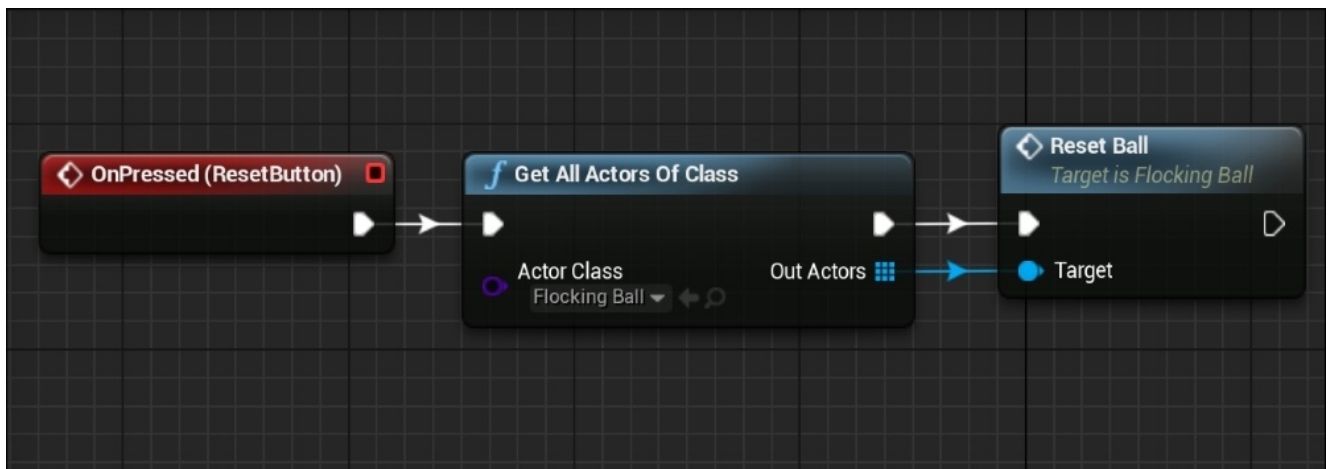 OnPressed (ResetButton)
f Get All Actors Of Class
Actor Class
Flocking Ball
Out Actors
Reset Ball
Target is Flocking Ball
Target